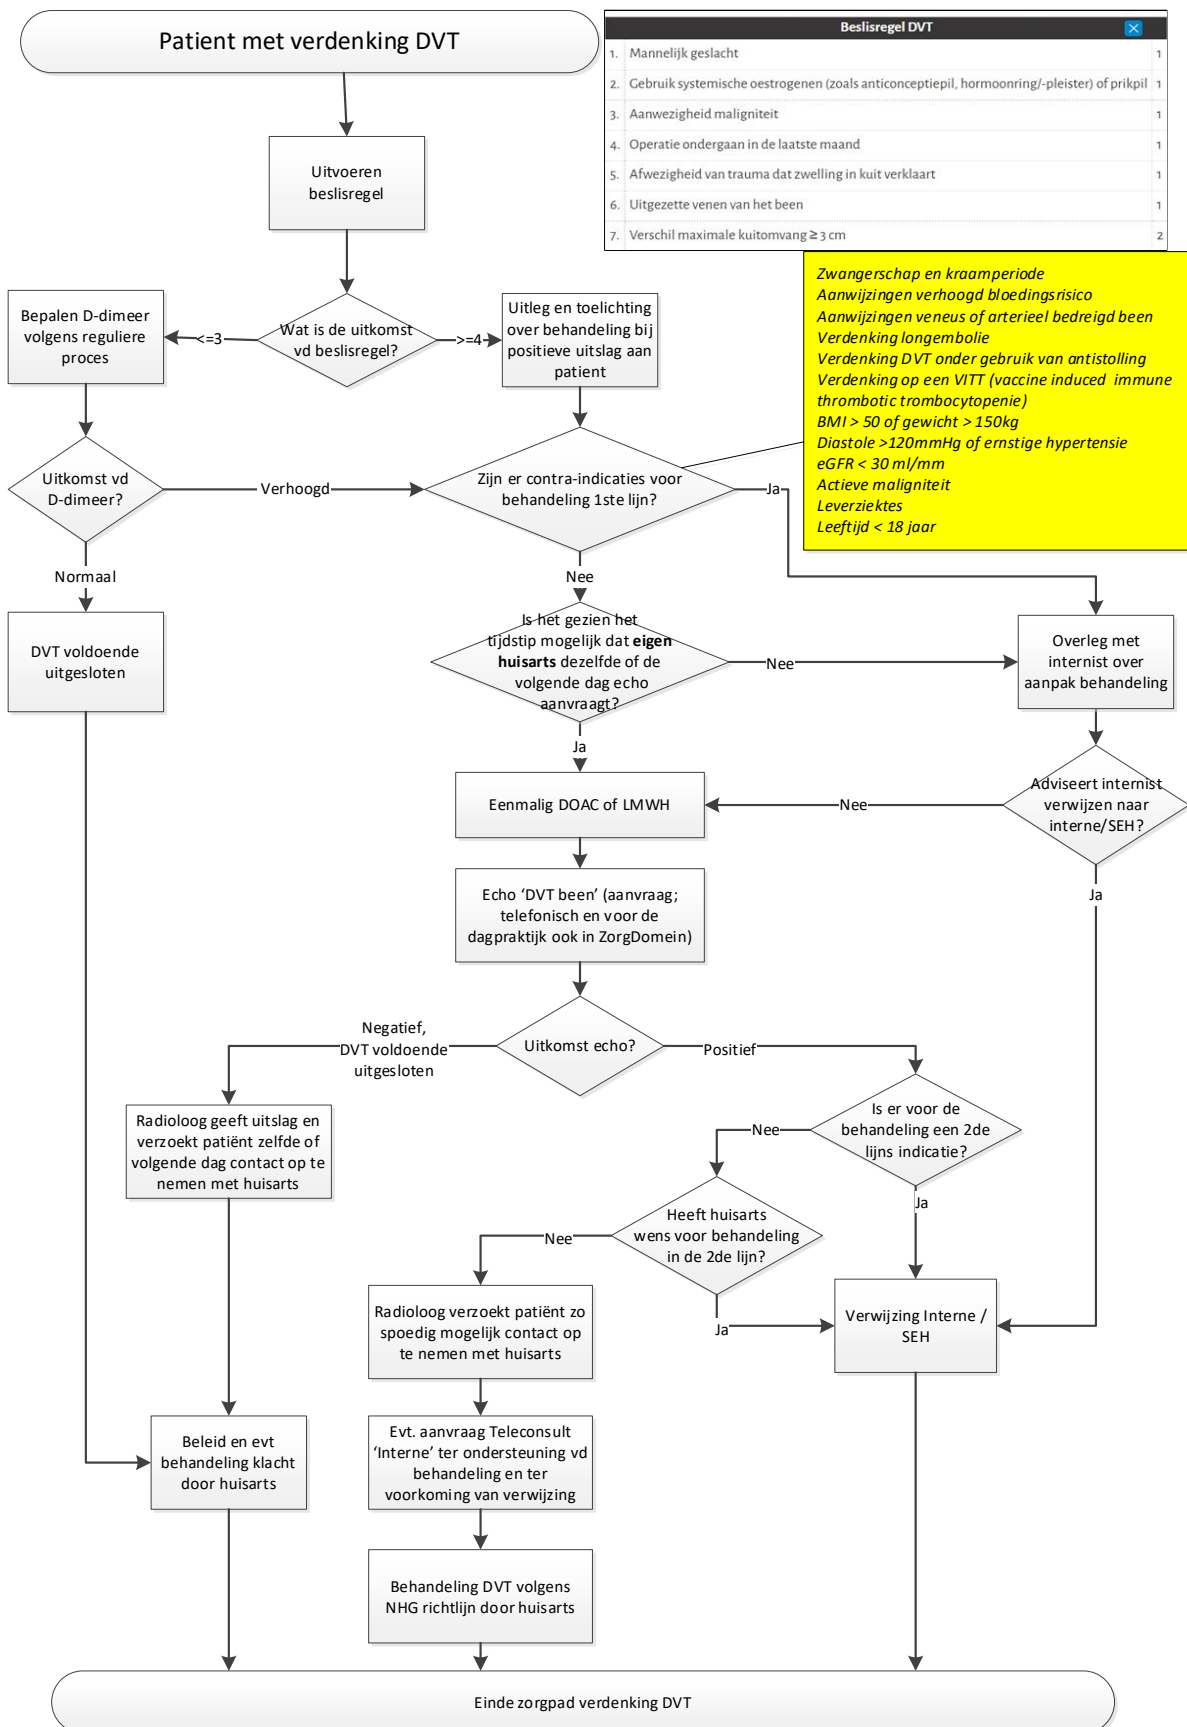 Patient met verdenking DVT
Beslisregel DVT
1. Mannelijk geslacht 1
2. Gebruik systemische oestrogenen (zoals anticonceptiepil, hormoonring/-pleister) of prikpil 1
3. Aanwezigheid maligniteit 1
4. Operatie ondergaan in de laatste maand 1
5. Afwezigheid van trauma dat zwelling in kuit verklaart 1
6. Uitgezette venen van het been 1
7. Verschil maximale kuitomvang ≥ 3 cm 2
Uitvoeren
beslisregel
Zwangerschap en kraamperiode
Aanwijzingen verhoogd bloedingsrisico
Aanwijzingen veneus of arterieel bedreigd been
Verdenking longembolie
Verdenking DVT onder gebruik van antistolling
Verdenking op een VITT (vaccine induced immune
thrombotic trombocytopenie)
BMI > 50 of gewicht > 150kg
Diastole >120mmHg of ernstige hypertensie
eGFR < 30 ml/mm
Actieve maligniteit
Leverziektes
Leeftijd < 18 jaar
Bepalen D-dimeer
volgens reguliere
proces
<=3
Wat is de uitkomst
vd beslisregel?
>=4
Uitleg en toelichting
over behandeling bij
positieve uitslag aan
patient
Uitkomst vd
D-dimeer?
Verhoogd
Zijn er contra-indicaties voor
behandeling 1ste lijn?
Ja
Normaal
Nee
DVT voldoende
uitgesloten
Is het gezien het
tijdstip mogelijk dat eigen
huisarts dezelfde of de
volgende dag echo
aanvraagt?
Nee
Overleg met
internist over
aanpak behandeling
Ja
Eenmalig DOAC of LMWH
Nee
Adviseert internist
verwijzen naar
interne/SEH?
Ja
Echo ‘DVT been’ (aanvraag;
telefonisch en voor de
dagpraktijk ook in ZorgDomein)
Negatief,
DVT voldoende
uitgesloten
Uitkomst echo?
Positief
Radioloog geeft uitslag en
verzoekt patiënt zelfde of
volgende dag contact op te
nemen met huisarts
Is er voor de
behandeling een 2de
lijns indicatie?
Nee
Ja
Heeft huisarts
wens voor behandeling
in de 2de lijn?
Nee
Ja
Radioloog verzoekt patiënt zo
spoedig mogelijk contact op
te nemen met huisarts
Verwijzing Interne /
SEH
Beleid en evt
behandeling klacht
door huisarts
Evt. aanvraag Teleconsult
‘Interne’ ter ondersteuning vd
behandeling en ter
voorkoming van verwijzing
Behandeling DVT volgens
NHG richtlijn door huisarts
Einde zorgpad verdenking DVT